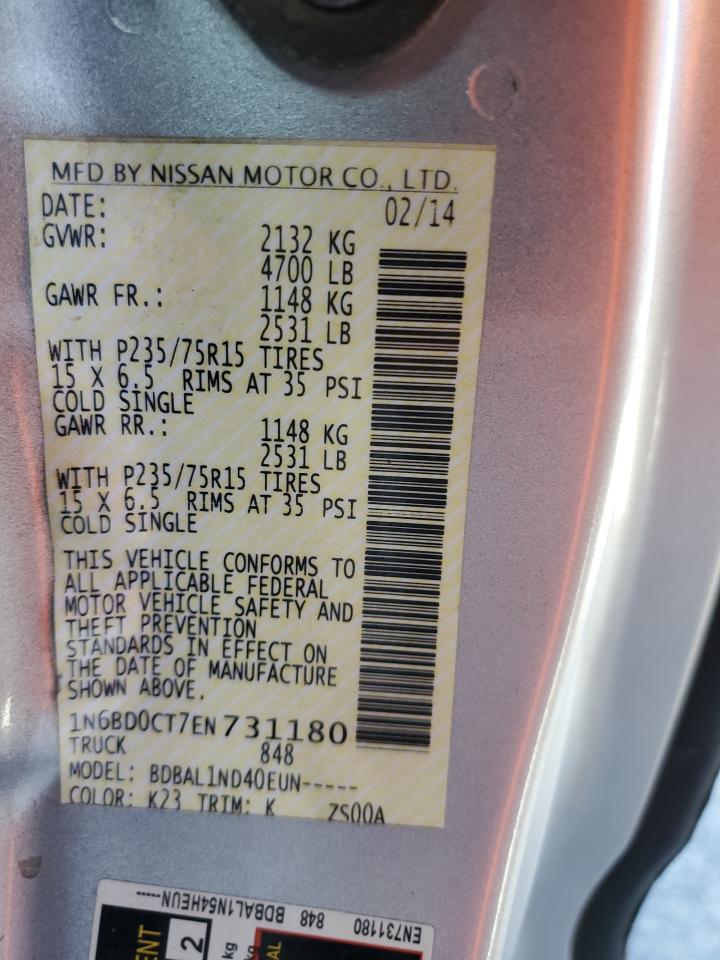 MFD BY NISSAN MOTOR CO., LTD.
DATE: 02/14
GVWR: 2132 KG
4700 LB
GAWR FR.: 1148 KG
2531 LB
WITH P235/75R15 TIRES
15 X 6.5 RIMS AT 35 PSI
COLD SINGLE
GAWR RR.: 1148 KG
2531 LB
WITH P235/75R15 TIRES
15 X 6.5 RIMS AT 35 PSI
COLD SINGLE
THIS VEHICLE CONFORMS TO
ALL APPLICABLE FEDERAL
MOTOR VEHICLE SAFETY AND
THEFT PREVENTION
STANDARDS IN EFFECT ON
THE DATE OF MANUFACTURE
SHOWN ABOVE.
1N6BD0CT7EN731180
TRUCK 848
MODEL: BDBAL1ND40EUN-----
COLOR: K23 TRIM: K ZS00A
EN731180 848 BDBAL1N54HEUN-----
2
kg
kg